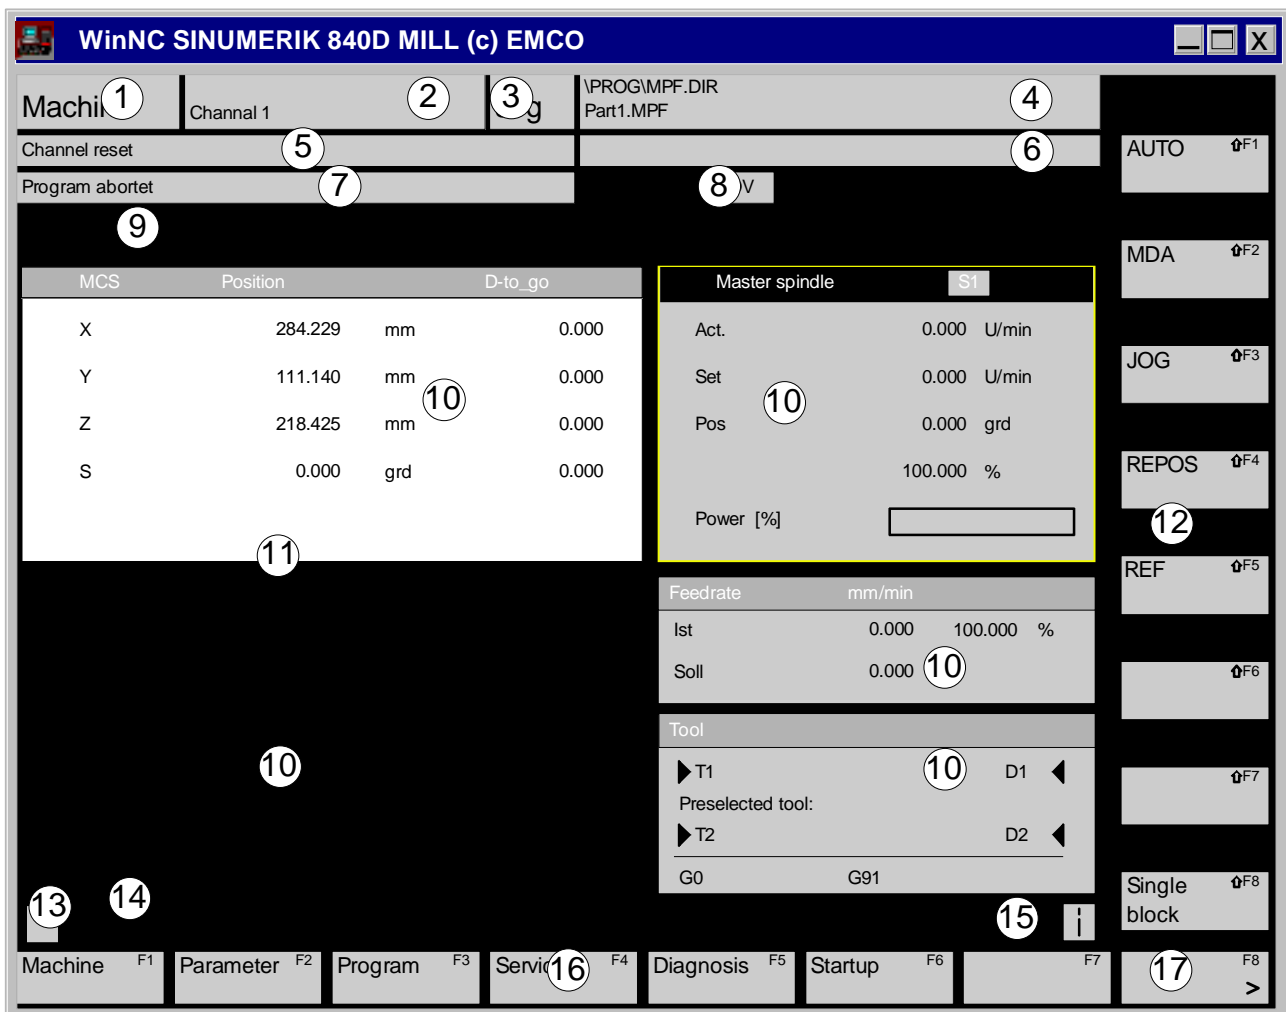 WinNC SINUMERIK 840D MILL (c) EMCO X
1 2 3 4
\PROG\MPF.DIR
Channal 1 Part1.MPF
Channel reset 5 6
Program abortet 7 8 V
9
MCS Position D-to_go
X 284.229 mm 0.000
Y 111.140 mm 0.000
Z 218.425 mm 0.000
S 0.000 grd 0.000
10
11
Master spindle S1
Act. 0.000 U/min
Set 0.000 U/min
10
Pos 0.000 grd
100.000 %
Power [%]
Feedrate mm/min
Ist 0.000 100.000 %
Soll 0.000 10
Tool
T1 10 D1
Preselected tool:
T2 D2
G0 G91
10
13 14 15 i
AUTO F1
MDA F2
JOG F3
REPOS F4
12
REF F5
F6
F7
Single F8
block
Machine F1 Parameter F2 Program F3 16 F4 Diagnosis F5 Startup F6 F7 17 F8
>